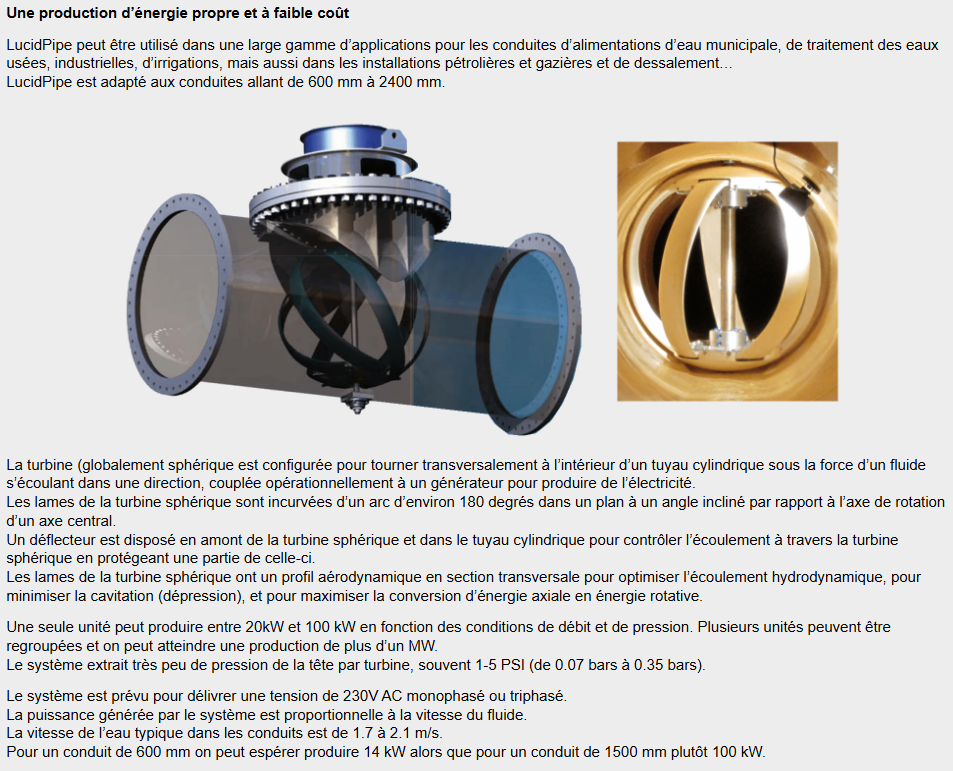 Une production d’énergie propre et à faible coût
LucidPipe peut être utilisé dans une large gamme d’applications pour les conduites d’alimentations d’eau municipale, de traitement des eaux
usées, industrielles, d’irrigations, mais aussi dans les installations pétrolières et gazières et de dessalement…
LucidPipe est adapté aux conduites allant de 600 mm à 2400 mm.
La turbine (globalement sphérique est configurée pour tourner transversalement à l’intérieur d’un tuyau cylindrique sous la force d’un fluide
s’écoulant dans une direction, couplée opérationnellement à un générateur pour produire de l’électricité.
Les lames de la turbine sphérique sont incurvées d’un arc d’environ 180 degrés dans un plan à un angle incliné par rapport à l’axe de rotation
d’un axe central.
Un déflecteur est disposé en amont de la turbine sphérique et dans le tuyau cylindrique pour contrôler l’écoulement à travers la turbine
sphérique en protégeant une partie de celle-ci.
Les lames de la turbine sphérique ont un profil aérodynamique en section transversale pour optimiser l’écoulement hydrodynamique, pour
minimiser la cavitation (dépression), et pour maximiser la conversion d’énergie axiale en énergie rotative.
Une seule unité peut produire entre 20kW et 100 kW en fonction des conditions de débit et de pression. Plusieurs unités peuvent être
regroupées et on peut atteindre une production de plus d’un MW.
Le système extrait très peu de pression de la tête par turbine, souvent 1-5 PSI (de 0.07 bars à 0.35 bars).
Le système est prévu pour délivrer une tension de 230V AC monophasé ou triphasé.
La puissance générée par le système est proportionnelle à la vitesse du fluide.
La vitesse de l’eau typique dans les conduits est de 1.7 à 2.1 m/s.
Pour un conduit de 600 mm on peut espérer produire 14 kW alors que pour un conduit de 1500 mm plutôt 100 kW.